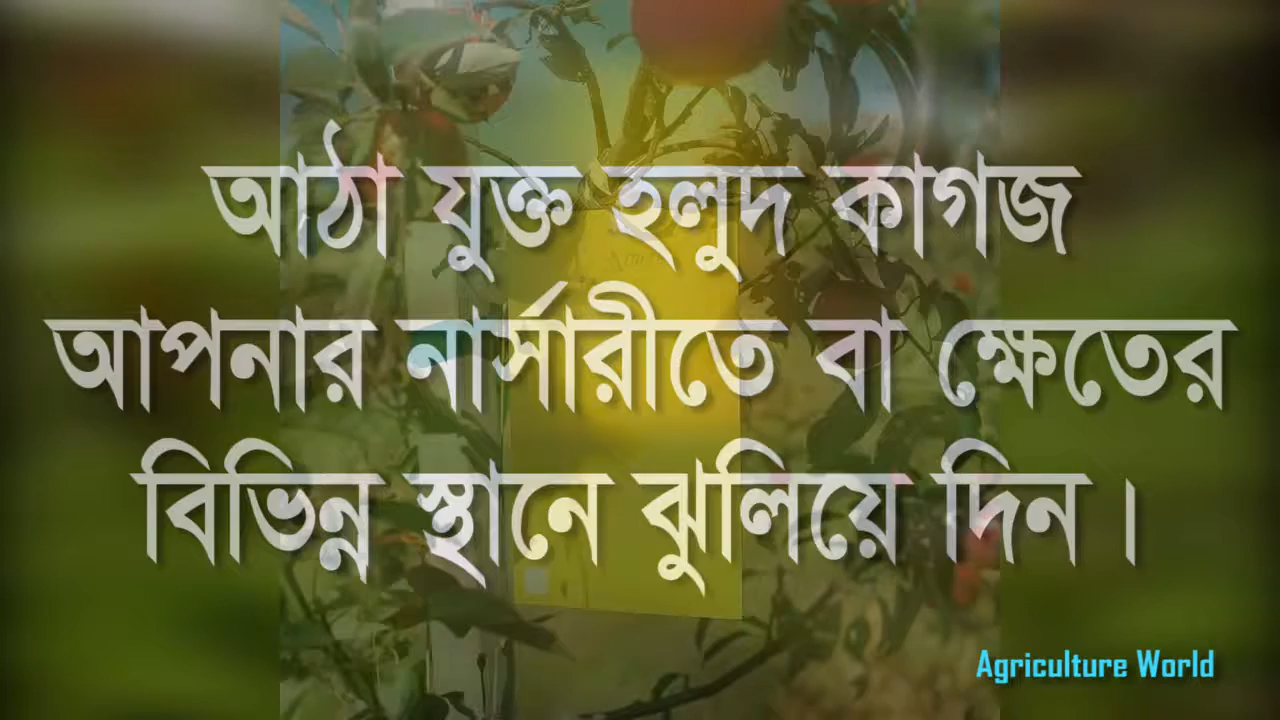 আঠা যুক্ত হলুদ কাগজ
আপনার নার্সারীতে বা ক্ষেতের
বিভিন্ন স্থানে ঝুলিয়ে দিন।
Agriculture World